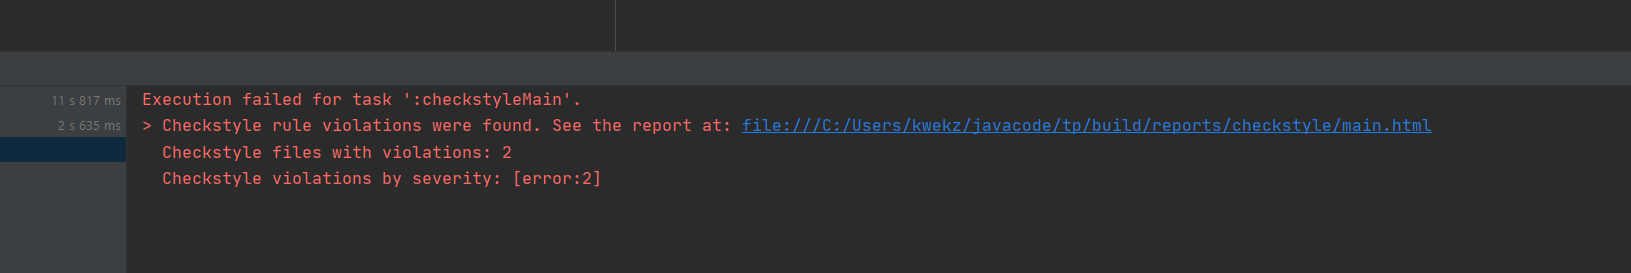 11 s 817 ms Execution failed for task ':checkstyleMain'.
2 s 635 ms > Checkstyle rule violations were found. See the report at: file:///C:/Users/kwekz/javacode/tp/build/reports/checkstyle/main.html
Checkstyle files with violations: 2
Checkstyle violations by severity: [error:2]